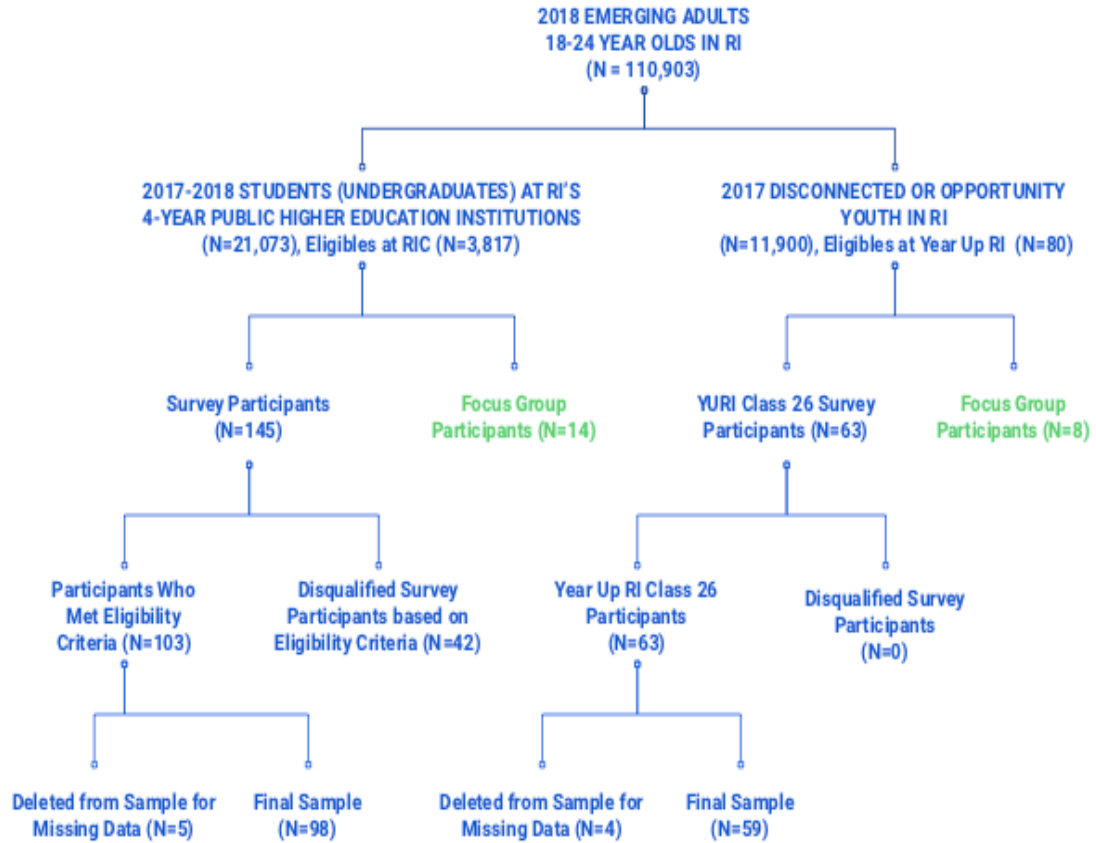 2018 EMERGING ADULTS
18-24 YEAR OLDS IN RI
(N = 110,903)
2017-2018 STUDENTS (UNDERGRADUATES) AT RI'S
4-YEAR PUBLIC HIGHER EDUCATION INSTITUTIONS
(N=21,073), Eligibles at RIC (N=3,817)
2017 DISCONNECTED OR OPPORTUNITY
YOUTH IN RI
(N=11,900), Eligibles at Year Up RI (N=80)
Survey Participants
(N=145)
Focus Group
Participants (N=14)
YURI Class 26 Survey
Participants (N=63)
Focus Group
Participants (N=8)
Participants Who
Met Eligibility
Criteria (N=103)
Disqualified Survey
Participants based on
Eligibility Criteria (N=42)
Year Up RI Class 26
Participants
(N=63)
Disqualified Survey
Participants
(N=0)
Deleted from Sample for
Missing Data (N=5)
Final Sample
(N=98)
Deleted from Sample for
Missing Data (N=4)
Final Sample
(N=59)